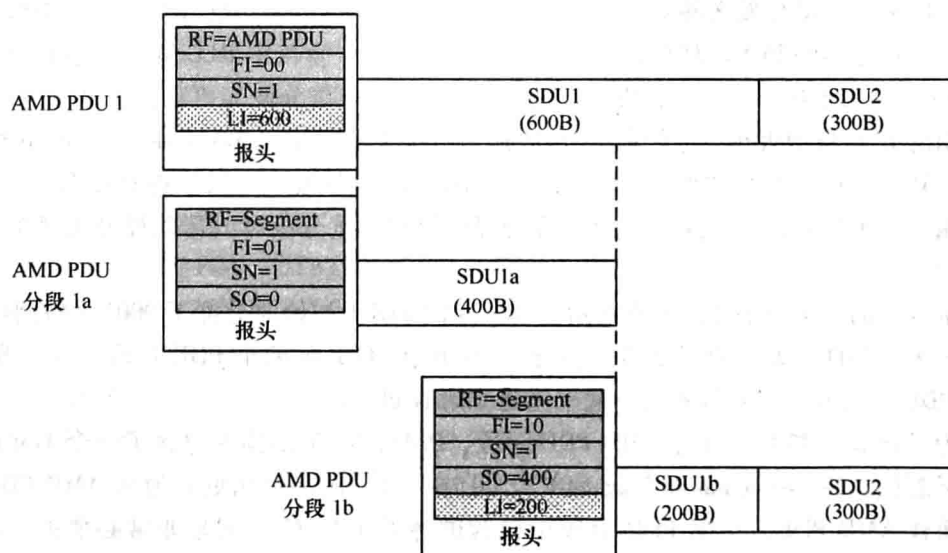 RF=AMD PDU
FI=00
SN=1
LI=600
报头
AMD PDU 1
SDU1
(600B)
SDU2
(300B)
RF=Segment
FI=01
SN=1
SO=0
报头
AMD PDU
分段 1a
SDU1a
(400B)
RF=Segment
FI=10
SN=1
SO=400
LI=200
报头
AMD PDU
分段 1b
SDU1b
(200B)
SDU2
(300B)